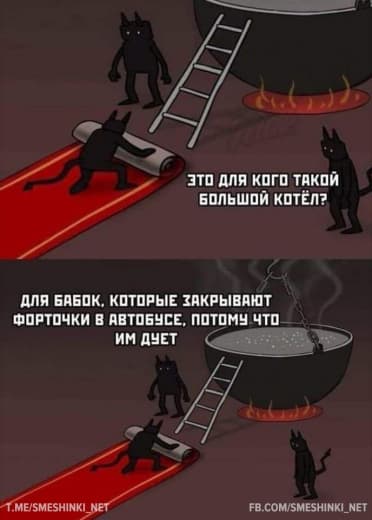 ЭТО ДЛЯ КОГО ТАКОЙ
БОЛЬШОЙ КОТЁЛ?
ДЛЯ БАБОК, КОТОРЫЕ ЗАКРЫВАЮТ
ФОРТОЧКИ В АВТОБУСЕ, ПОТОМУ ЧТО
ИМ ДУЕТ
T.ME/SMESHINKI_NET
FB.COM/SMESHINKI_NET